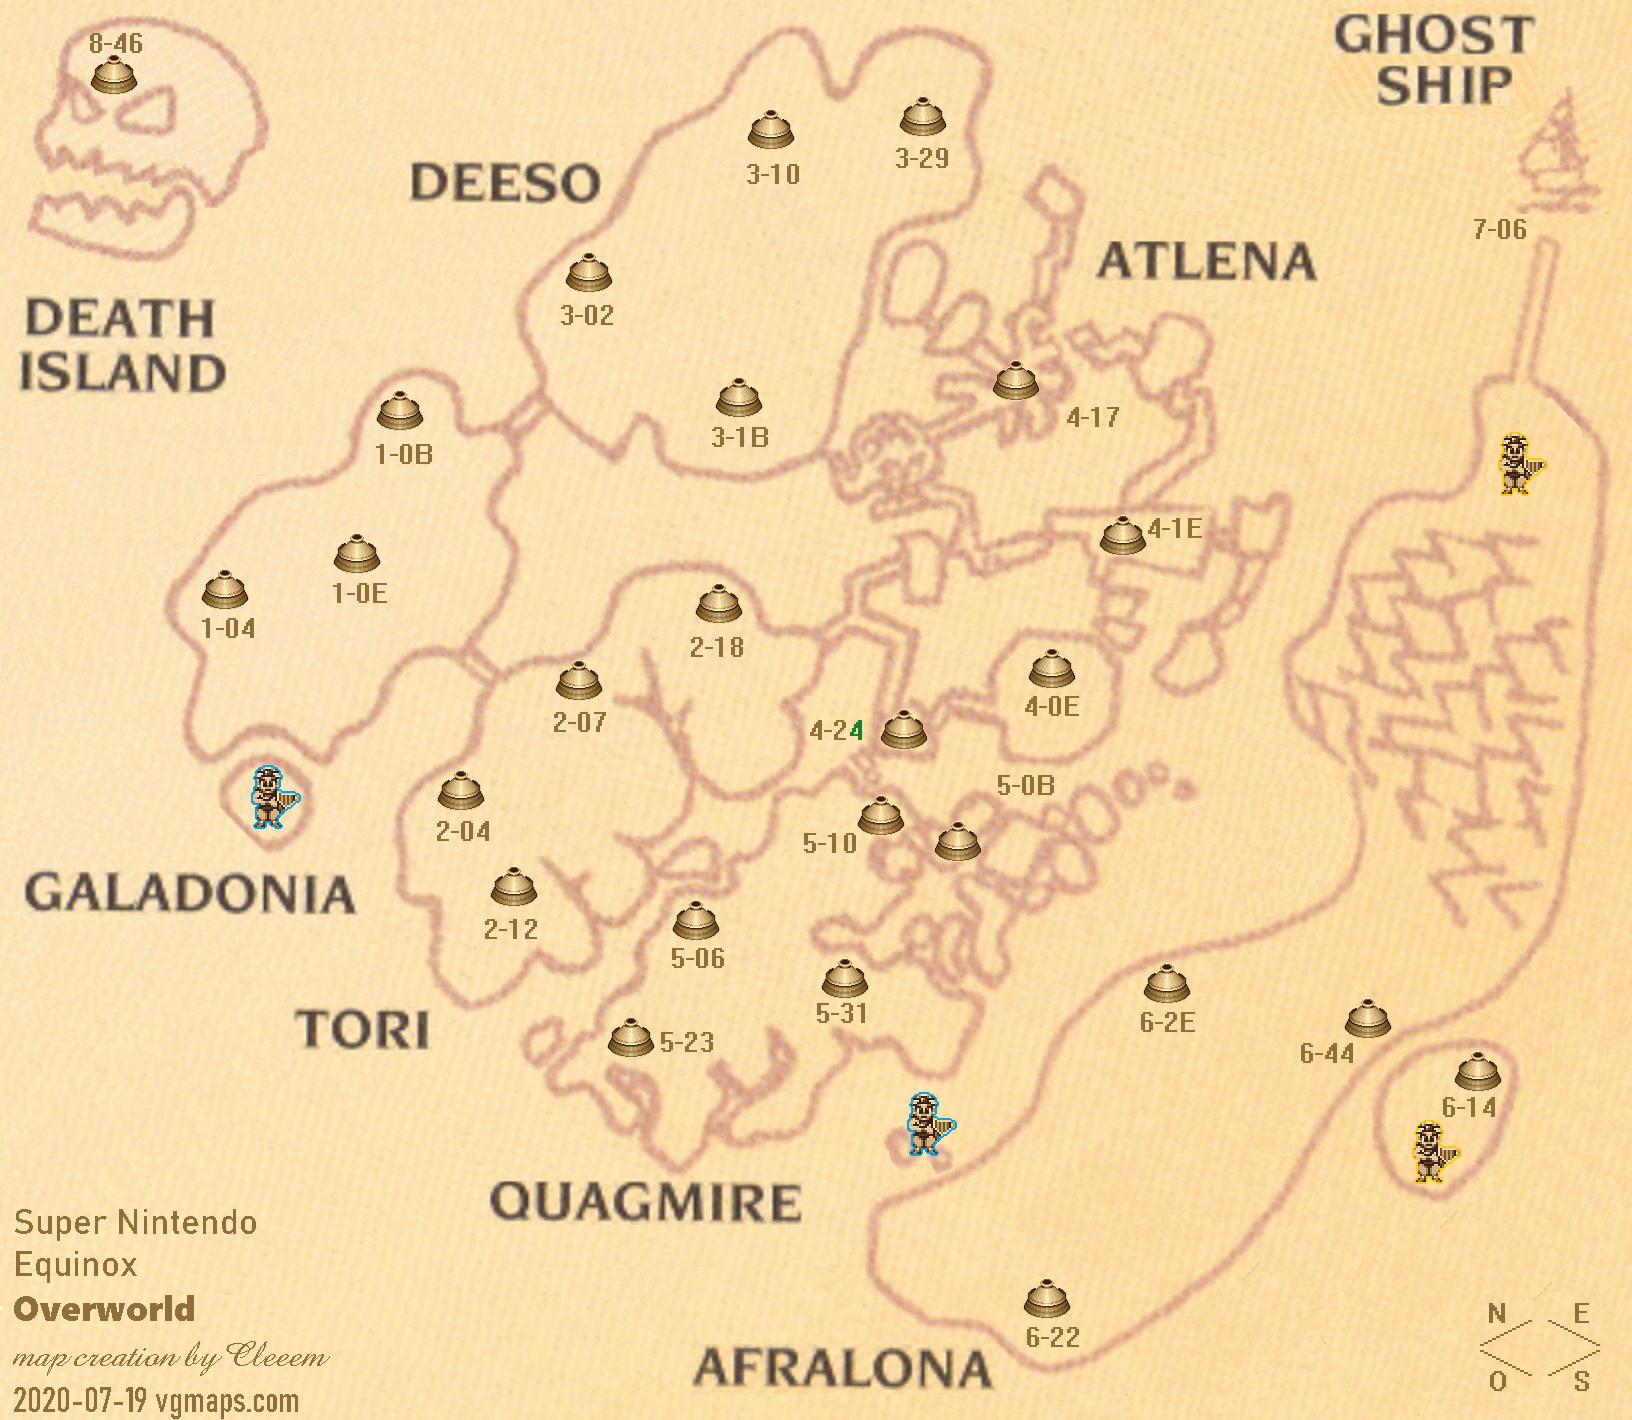 GHOST
SHIP
8-46
3-10
3-29
DEESO
7-06
ATLENA
3-02
DEATH
ISLAND
4-17
3-1B
1-0B
4-1E
1-0E
1-04
2-18
4-0E
2-07
4-24
5-0B
2-04
5-10
GALADONIA
2-12
5-06
5-31
6-2E
TORI
5-23
6-44
6-14
QUAGMIRE
Super Nintendo
Equinox
Overworld
map creation by Cleeem
2020-07-19 vgmaps.com
6-22
AFRALONA
N E
O S